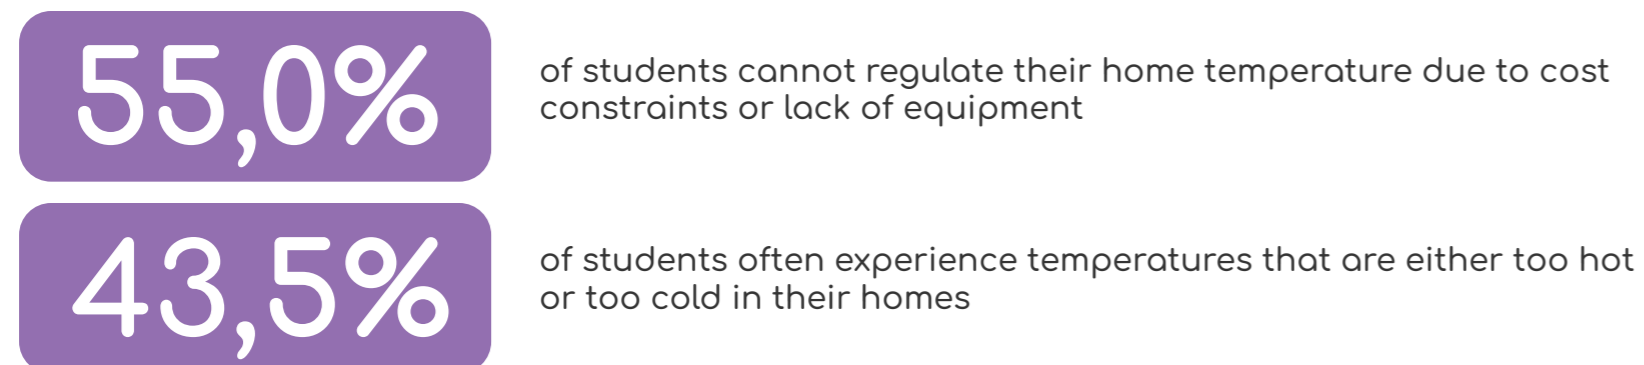 55,0%
of students cannot regulate their home temperature due to cost
constraints or lack of equipment
43,5%
of students often experience temperatures that are either too hot
or too cold in their homes